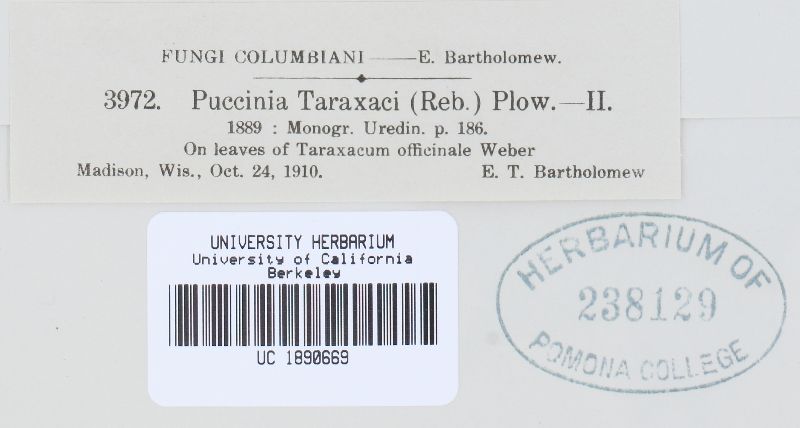 FUNGI COLUMBIANI——E. Bartholomew.
3972. Puccinia Taraxaci (Reb.) Plow.—II.
1889 : Monogr. Uredin. p. 186.
On leaves of Taraxacum officinale Weber
Madison, Wis., Oct. 24, 1910. E. T. Bartholomew
UNIVERSITY HERBARIUM
University of California
Berkeley
UC 1890669
HERBARIUM OF
238129
POMONA COLLEGE